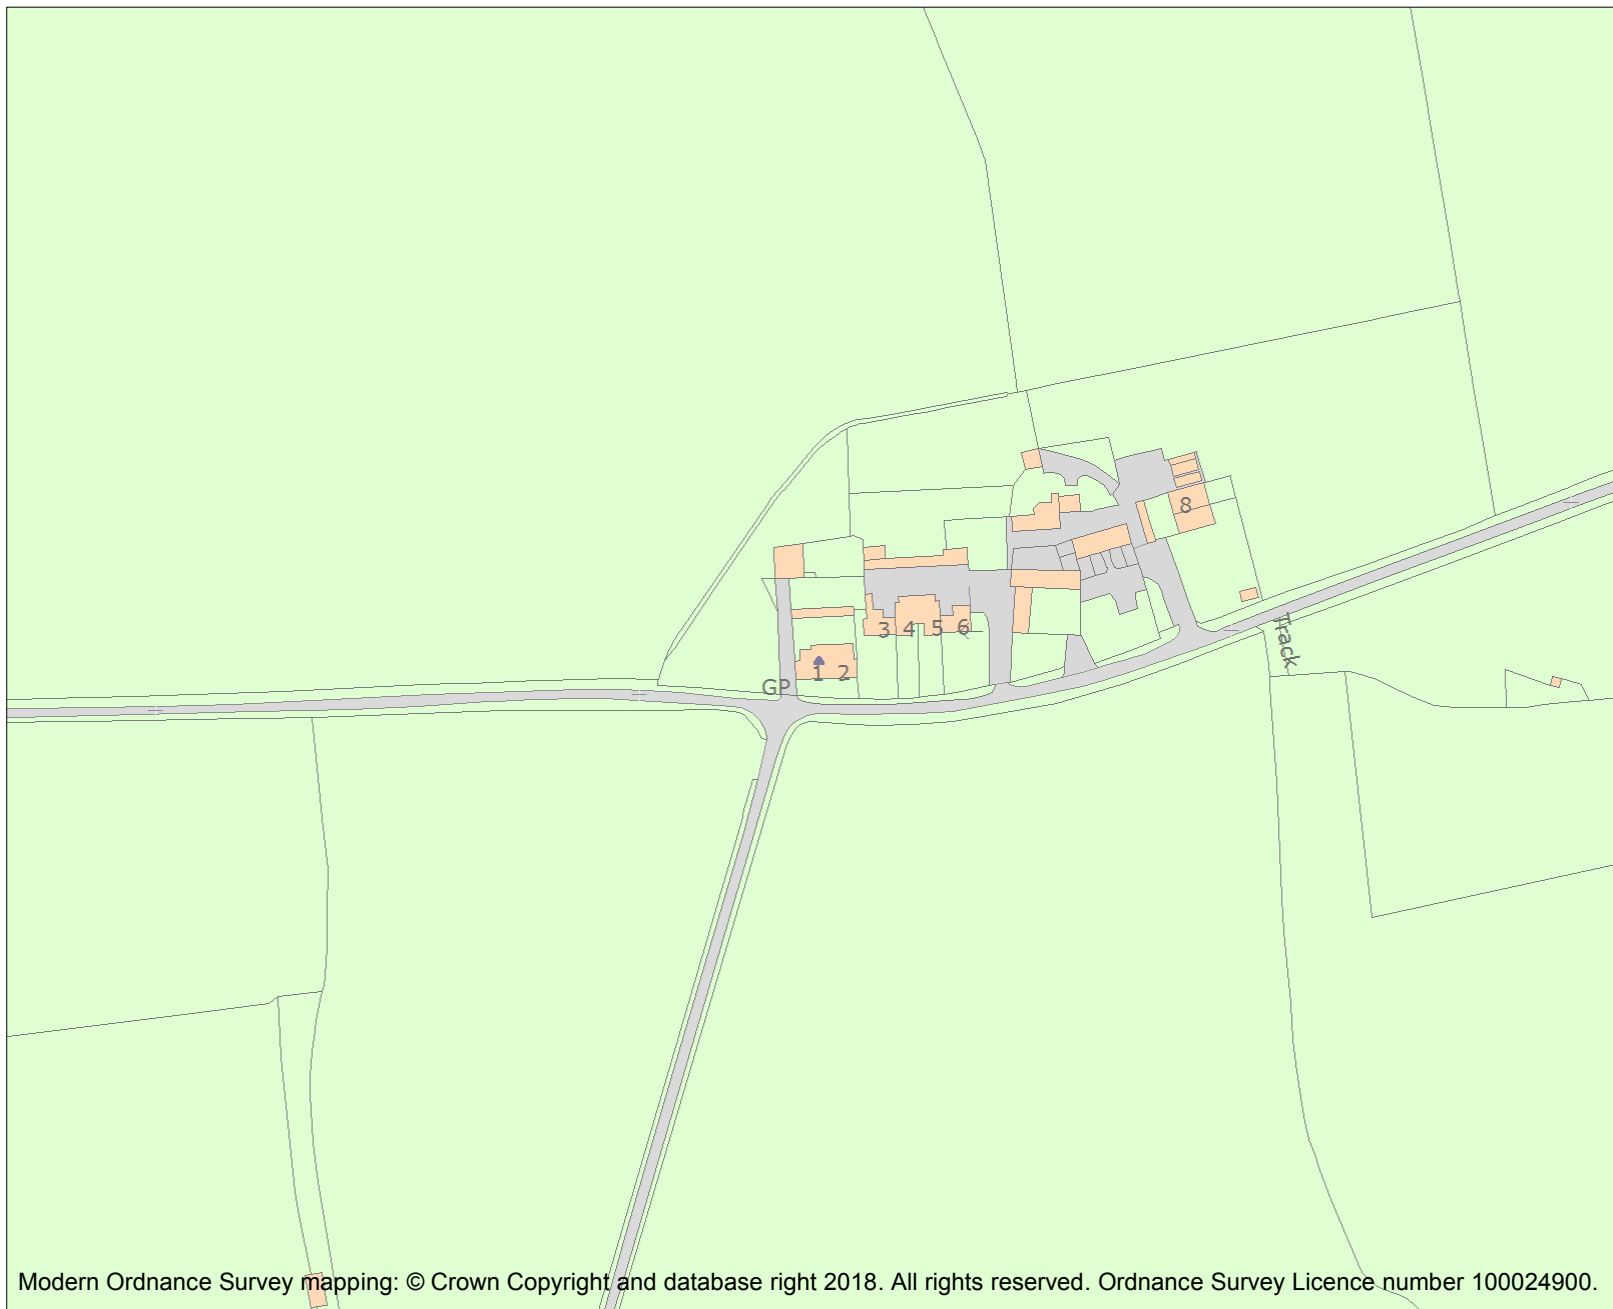 8
3 4 5 6
Track
1 2
GP
Modern Ordnance Survey mapping: © Crown Copyright and database right 2018. All rights reserved. Ordnance Survey Licence number 100024900.